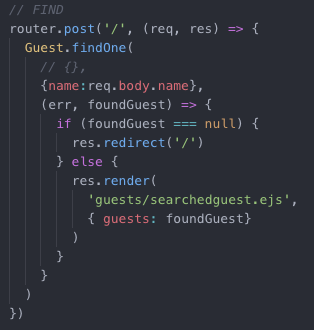 // FIND
router.post('/', (req, res) => {
  Guest.findOne(
    // {},
    {name:req.body.name},
    (err, foundGuest) => {
      if (foundGuest === null) {
        res.redirect('/')
      } else {
        res.render(
          'guests/searchedguest.ejs',
          { guests: foundGuest}
        )
      }
    }
  )
})